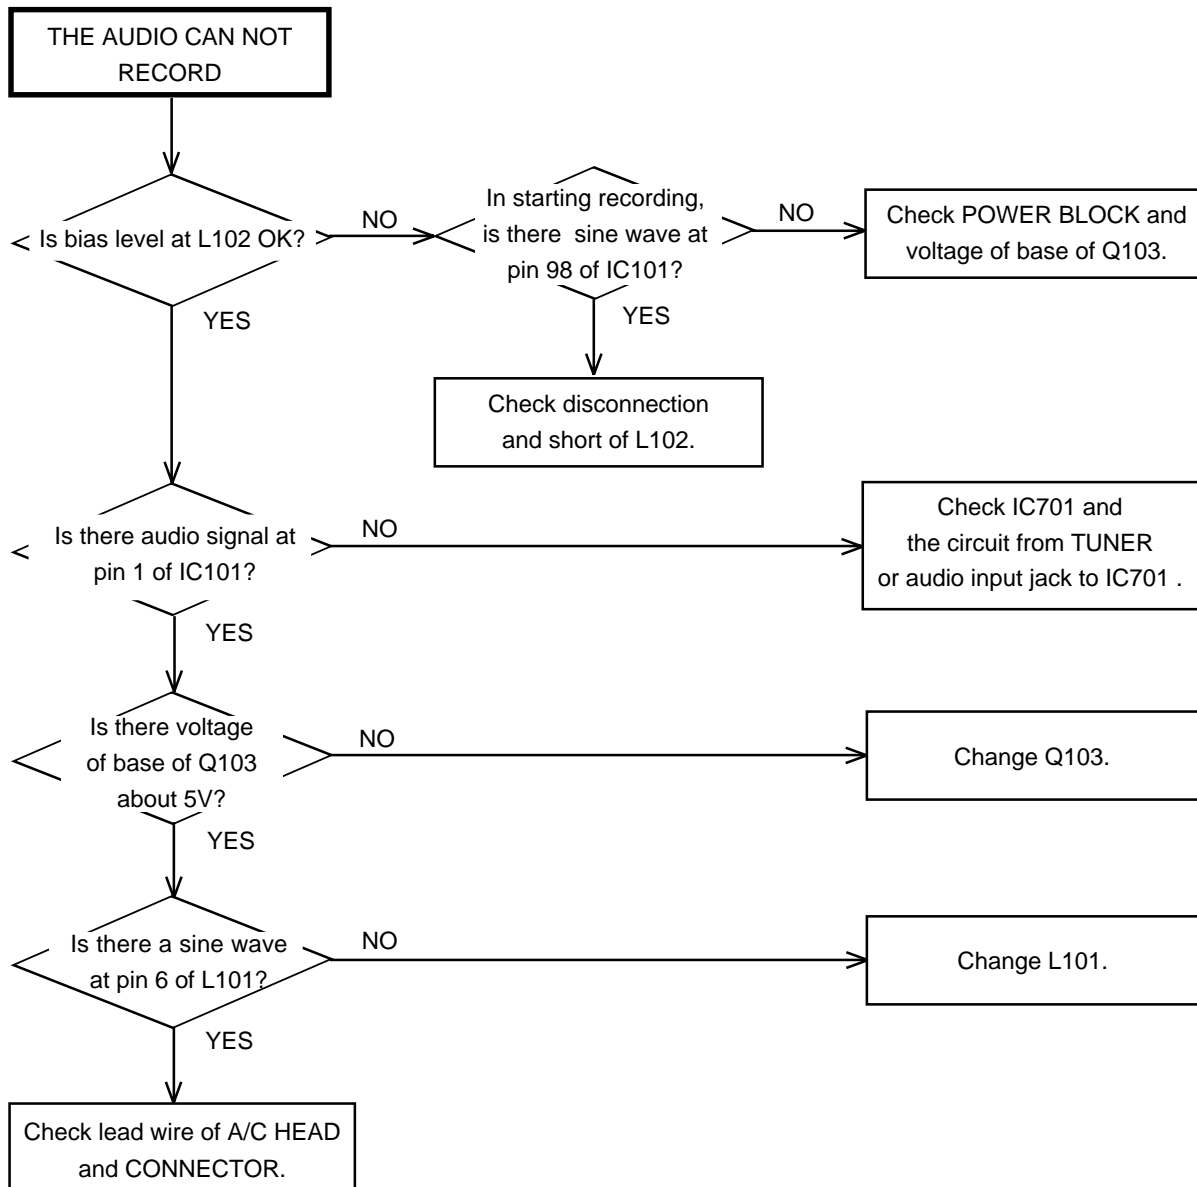 THE AUDIO CAN NOT
RECORD
Is bias level at L102 OK?
NO
In starting recording,
is there sine wave at
pin 98 of IC101?
NO
Check POWER BLOCK and
voltage of base of Q103.
YES
YES
Check disconnection
and short of L102.
Is there audio signal at
pin 1 of IC101?
NO
Check IC701 and
the circuit from TUNER
or audio input jack to IC701 .
YES
Is there voltage
of base of Q103
about 5V?
NO
Change Q103.
YES
Is there a sine wave
at pin 6 of L101?
NO
Change L101.
YES
Check lead wire of A/C HEAD
and CONNECTOR.